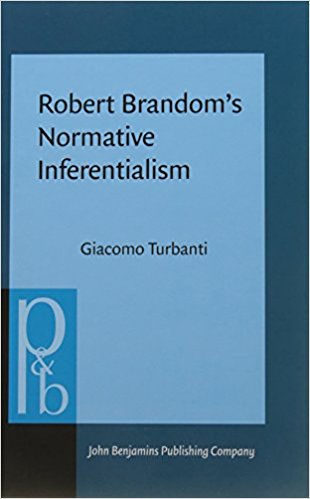 Robert Brandom's
Normative
Inferentialism
Giacomo Turbanti
p
&
b
John Benjamins Publishing Company